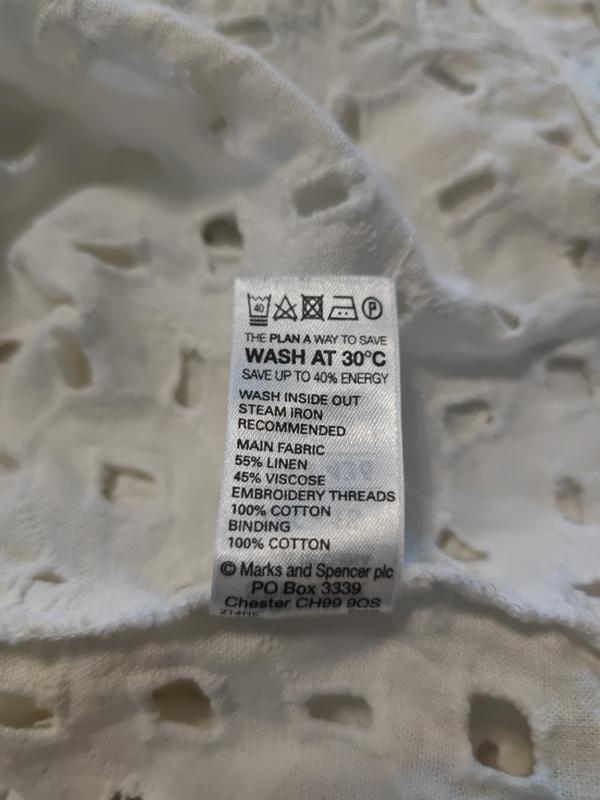 40 P
THE PLAN A WAY TO SAVE
WASH AT 30°C
SAVE UP TO 40% ENERGY
WASH INSIDE OUT
STEAM IRON
RECOMMENDED
MAIN FABRIC
55% LINEN
45% VISCOSE
EMBROIDERY THREADS
100% COTTON
BINDING
100% COTTON
© Marks and Spencer plc
PO Box 3339
Chester CH99 9QS